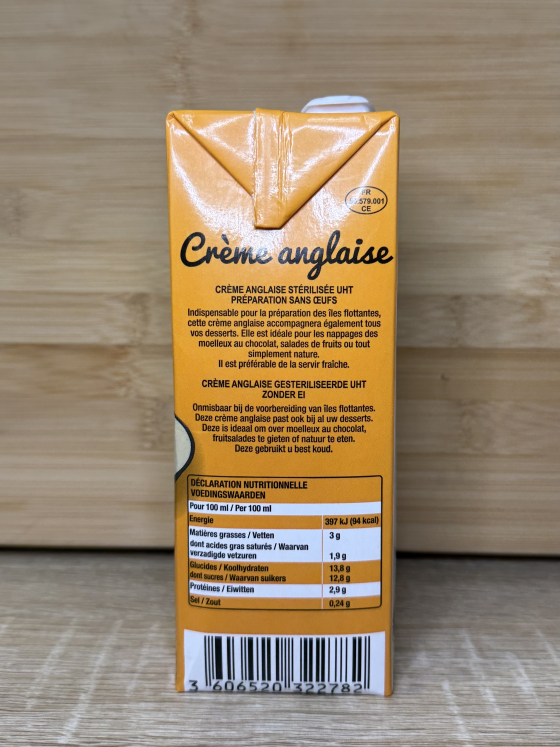 FR
.579.001
CE
Crème anglaise
CRÈME ANGLAISE STÉRILISÉE UHT
PRÉPARATION SANS ŒUFS
Indispensable pour la préparation des îles flottantes,
cette crème anglaise accompagnera également tous
vos desserts. Elle est idéale pour les nappages des
moelleux au chocolat, salades de fruits ou tout
simplement nature.
Il est préférable de la servir fraîche.
CRÈME ANGLAISE GESTERILISEERDE UHT
ZONDER EI
Onmisbaar bij de voorbereiding van îles flottantes.
Deze crème anglaise past ook bij al uw desserts.
Deze is ideaal om over moelleux au chocolat,
fruitsalades te gieten of natuur te eten.
Deze gebruikt u best koud.
DÉCLARATION NUTRITIONNELLE
VOEDINGSWAARDEN
Pour 100 ml / Per 100 ml
Energie 397 kJ (94 kcal)
Matières grasses / Vetten 3 g
dont acides gras saturés / Waarvan
verzadigde vetzuren 1,9 g
Glucides / Koolhydraten 13,8 g
dont sucres / Waarvan suikers 12,8 g
Protéines / Eiwitten 2,9 g
Sel / Zout 0,24 g
3 606520 322782